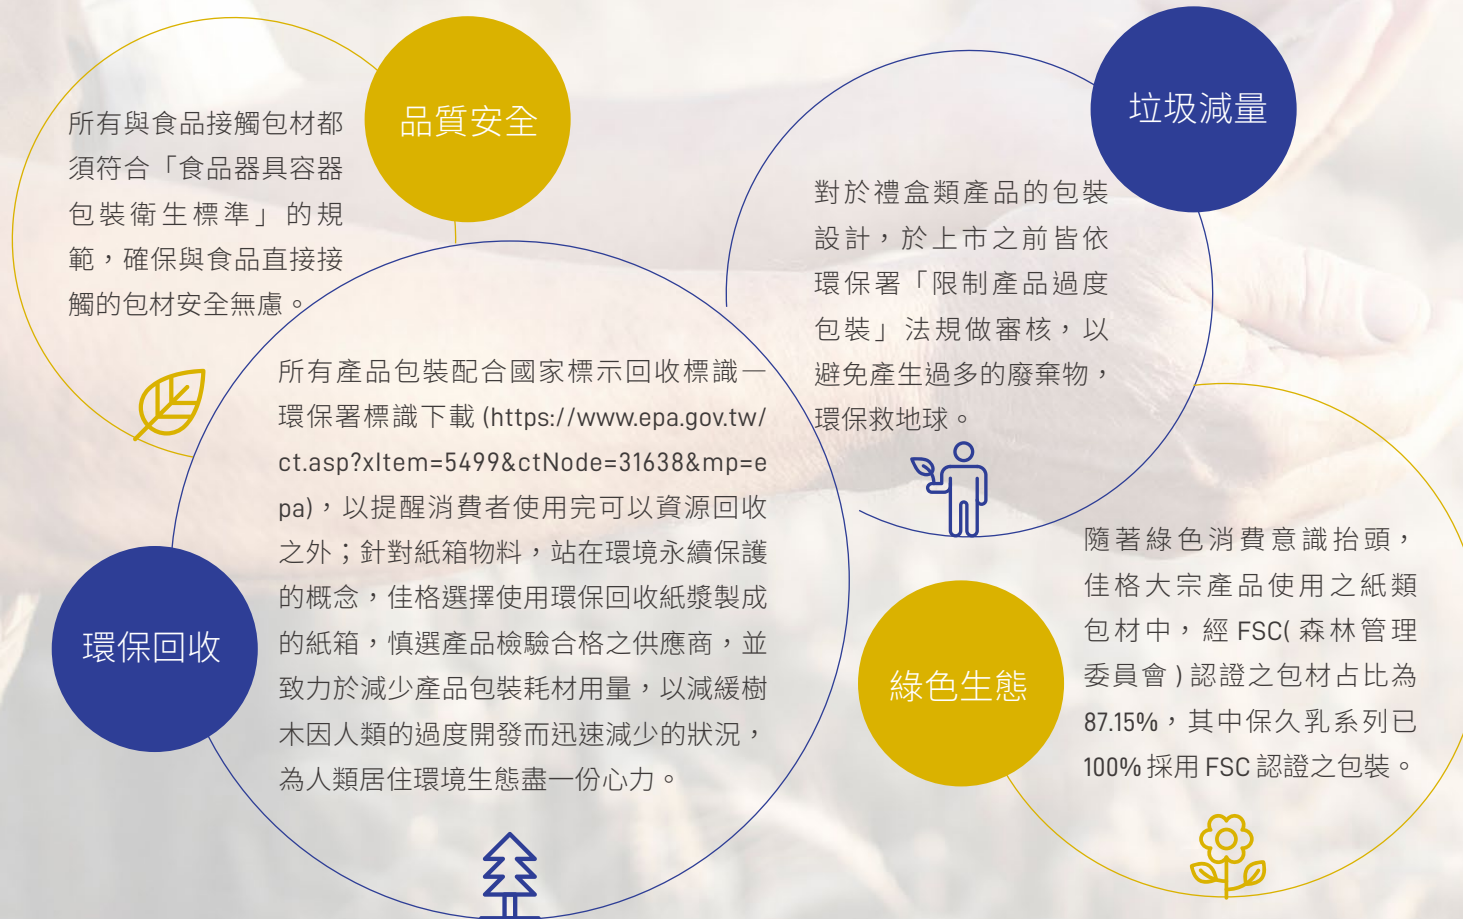 品質安全
所有與食品接觸包材都
須符合「食品器具容器
包裝衛生標準」的規
範，確保與食品直接接
觸的包材安全無慮。
垃圾減量
對於禮盒類產品的包裝
設計，於上市之前皆依
環保署「限制產品過度
包裝」法規做審核，以
避免產生過多的廢棄物，
環保救地球。
環保回收
所有產品包裝配合國家標示回收標識—
環保署標識下載 (https://www.epa.gov.tw/
ct.asp?xItem=5499&ctNode=31638&mp=e
pa)，以提醒消費者使用完可以資源回收
之外；針對紙箱物料，站在環境永續保護
的概念，佳格選擇使用環保回收紙漿製成
的紙箱，慎選產品檢驗合格之供應商，並
致力於減少產品包裝耗材用量，以減緩樹
木因人類的過度開發而迅速減少的狀況，
為人類居住環境生態盡一份心力。
綠色生態
隨著綠色消費意識抬頭，
佳格大宗產品使用之紙類
包材中，經 FSC( 森林管理
委員會 ) 認證之包材占比為
87.15%，其中保久乳系列已
100% 採用 FSC 認證之包裝。